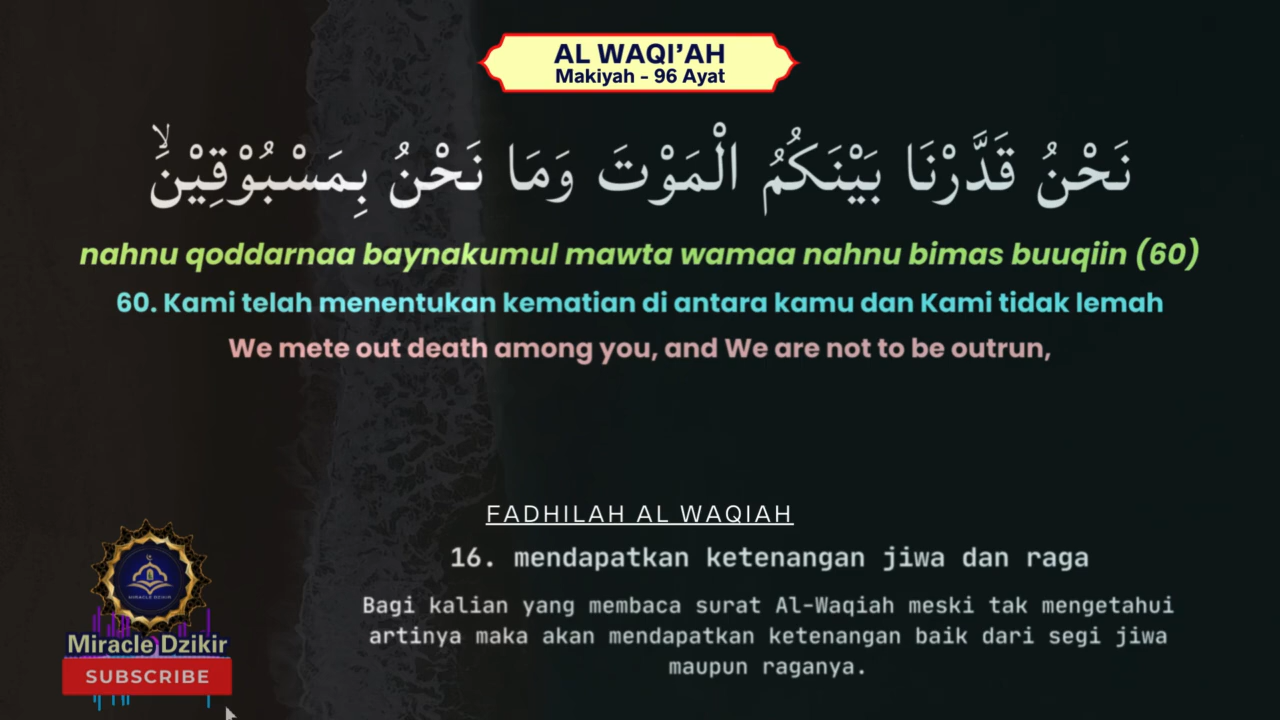 AL WAQI’AH
Makiyah - 96 Ayat
نَحْنُ قَدَّرْنَا بَيْنَكُمُ الْمَوْتَ وَمَا نَحْنُ بِمَسْبُوْقِيْنَۙ
nahnu qoddarnaa baynakumul mawta wamaa nahnu bimas buuqiin (60)
60. Kami telah menentukan kematian di antara kamu dan Kami tidak lemah
We mete out death among you, and We are not to be outrun,
FADHILAH AL WAQIAH
16. mendapatkan ketenangan jiwa dan raga
Bagi kalian yang membaca surat Al-Waqiah meski tak mengetahui
artinya maka akan mendapatkan ketenangan baik dari segi jiwa
maupun raganya.
MIRACLE DZIKIR
Miracle Dzikir
SUBSCRIBE